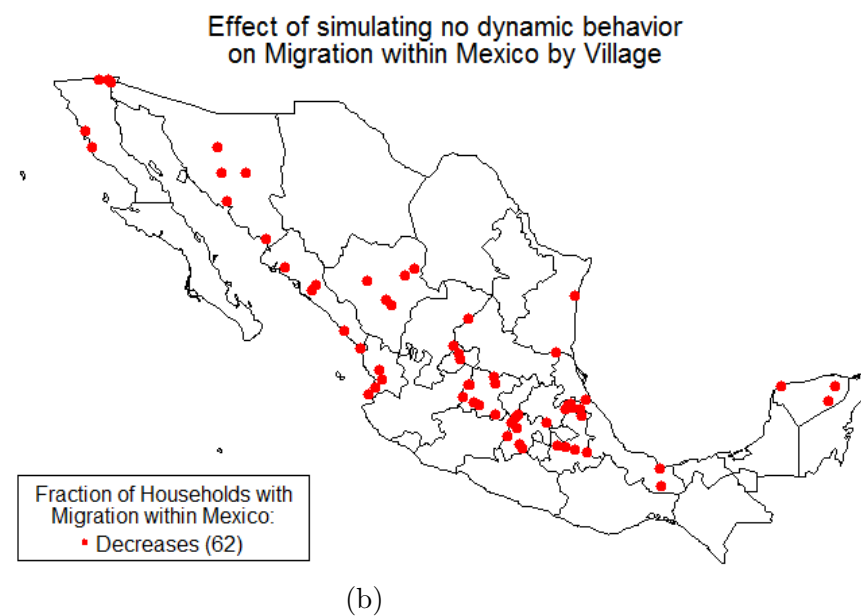 Effect of simulating no dynamic behavior
on Migration within Mexico by Village
Fraction of Households with
Migration within Mexico:
Decreases (62)
(b)